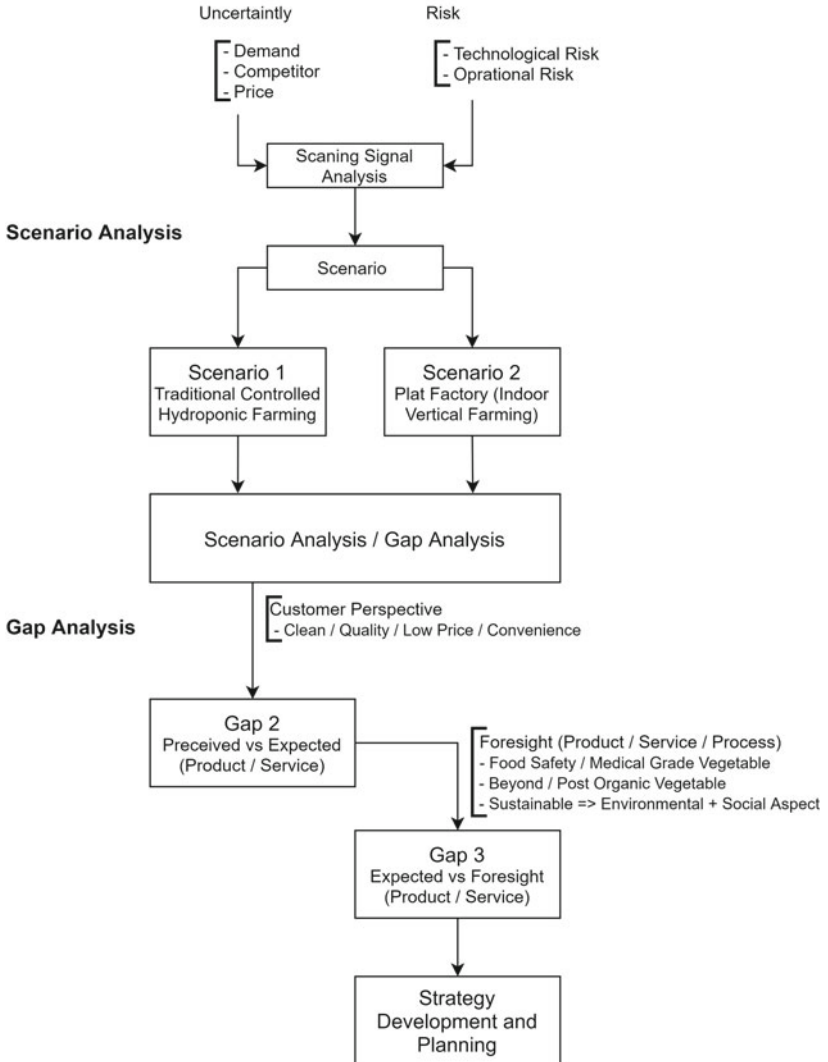 Uncertaintly
Risk
- Demand
- Competitor
- Price
- Technological Risk
- Oprational Risk
Scaning Signal
Analysis
Scenario Analysis
Scenario
Scenario 1
Traditional Controlled
Hydroponic Farming
Scenario 2
Plat Factory (Indoor
Vertical Farming)
Scenario Analysis / Gap Analysis
Customer Perspective
- Clean / Quality / Low Price / Convenience
Gap Analysis
Gap 2
Preceived vs Expected
(Product / Service)
Foresight (Product / Service / Process)
- Food Safety / Medical Grade Vegetable
- Beyond / Post Organic Vegetable
- Sustainable => Environmental + Social Aspect
Gap 3
Expected vs Foresight
(Product / Service)
Strategy
Development and
Planning